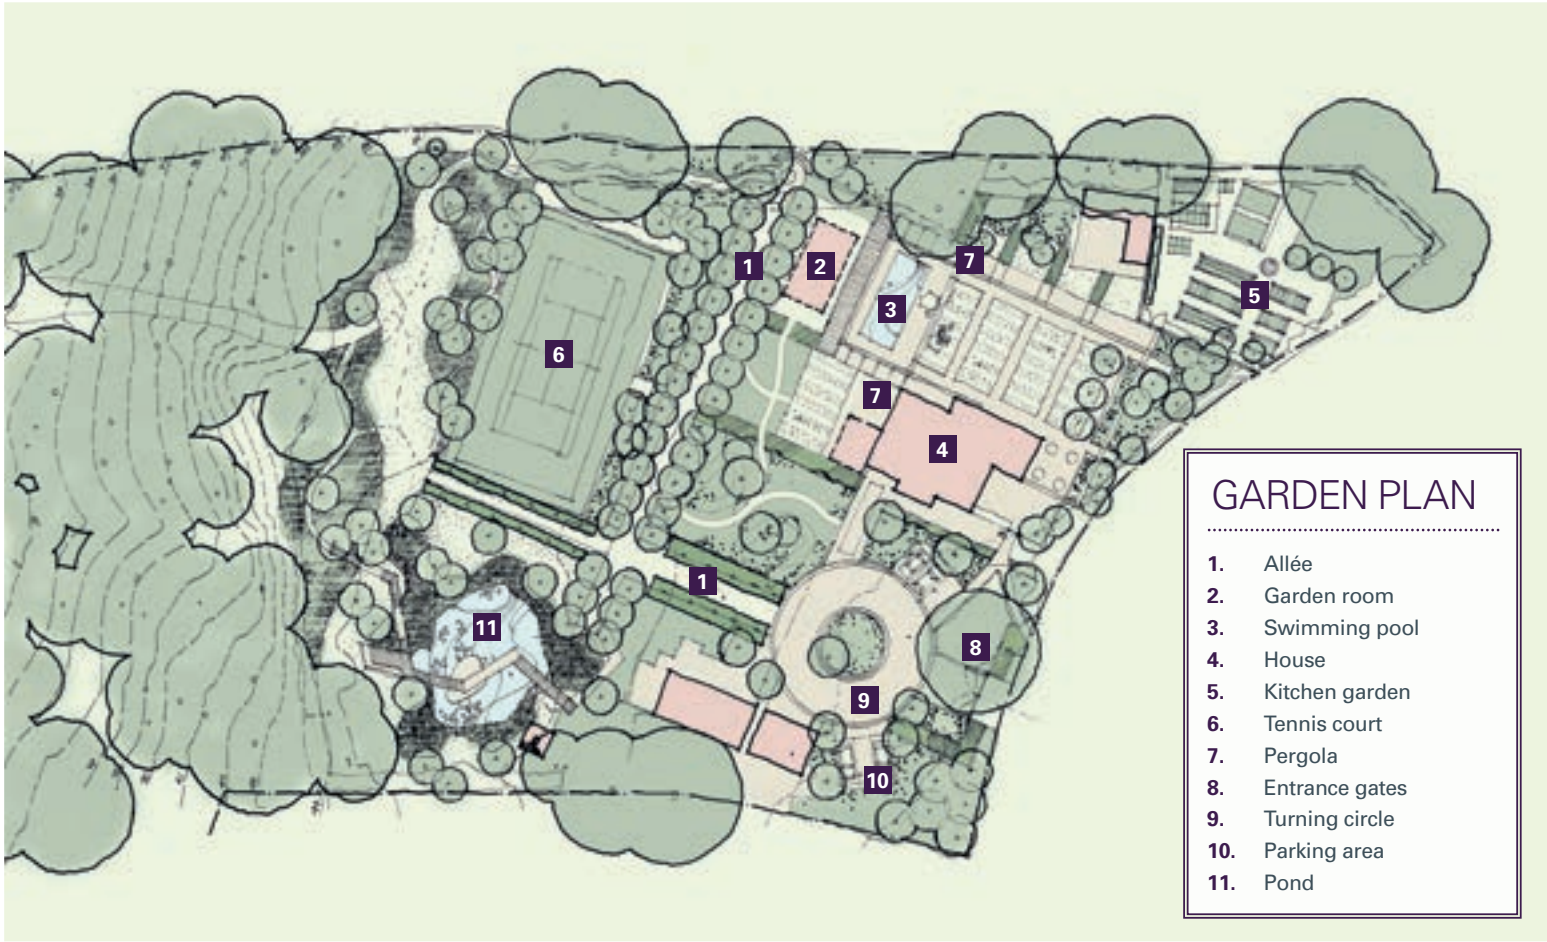 1
2
7
3
5
6
7
4
1
11
8
9
10
GARDEN PLAN
1. Allée
2. Garden room
3. Swimming pool
4. House
5. Kitchen garden
6. Tennis court
7. Pergola
8. Entrance gates
9. Turning circle
10. Parking area
11. Pond